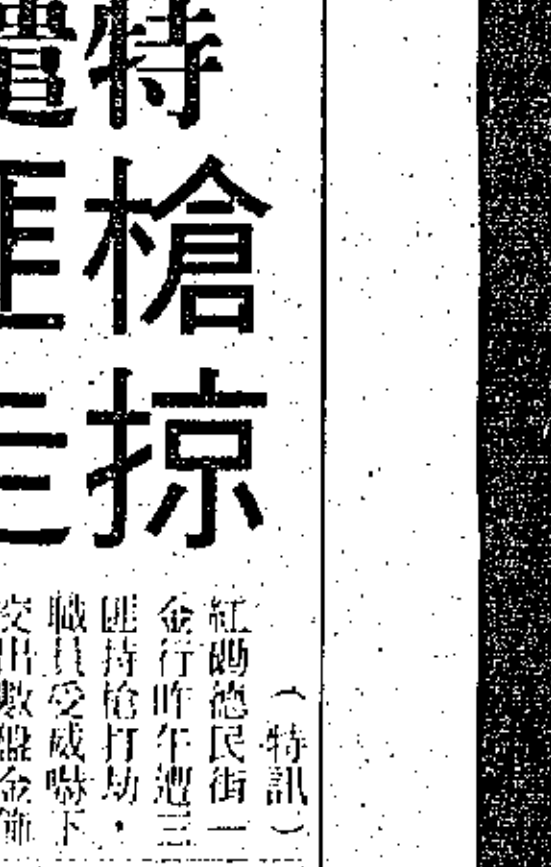 持槍掠
（特訊）
紅磡德民街一
金行昨午遭三
匪持槍打劫，
職員受威嚇下
交出數盤金飾